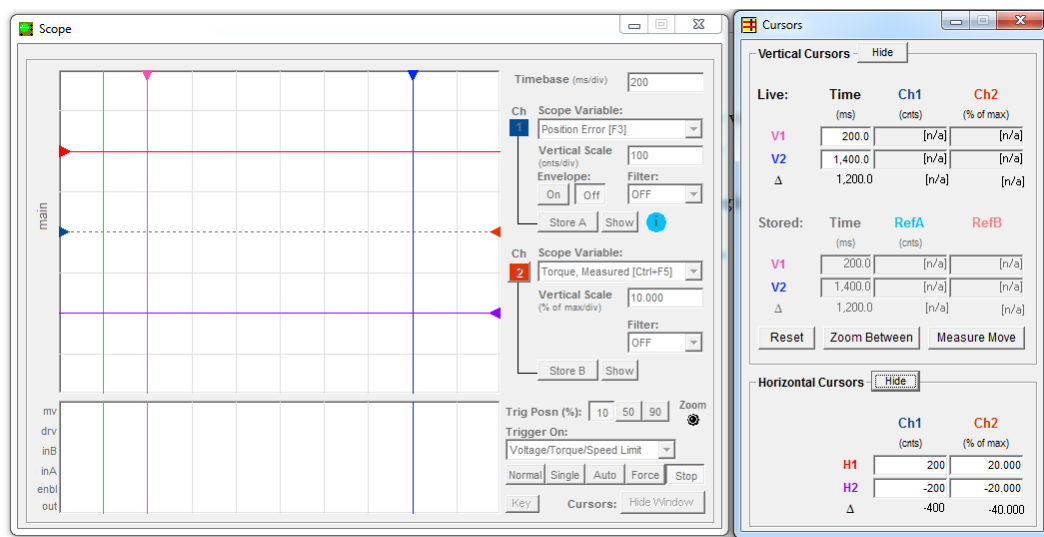 Scope
main
mv
drv
inB
inA
enbl
out
Timebase (ms/div) 200
Ch Scope Variable:
1 Position Error [F3]
Vertical Scale (cnts/div) 100
Envelope: Filter:
On Off OFF
Store A Show i
Ch Scope Variable:
2 Torque, Measured [Ctrl+F5]
Vertical Scale (% of max/div) 10.000
Filter:
OFF
Store B Show
Trig Posn (%): 10 50 90 Zoom
Trigger On:
Voltage/Torque/Speed Limit
Normal Single Auto Force Stop
Key Cursors: Hide Window
Cursors
Vertical Cursors Hide
Live: Time Ch1 Ch2
(ms) (cnts) (% of max)
V1 200.0 [n/a] [n/a]
V2 1,400.0 [n/a] [n/a]
Δ 1,200.0 [n/a] [n/a]
Stored: Time RefA RefB
(ms) (cnts)
V1 200.0 [n/a] [n/a]
V2 1,400.0 [n/a] [n/a]
Δ 1,200.0 [n/a] [n/a]
Reset Zoom Between Measure Move
Horizontal Cursors Hide
Ch1 Ch2
(cnts) (% of max)
H1 200 20.000
H2 -200 -20.000
Δ -400 -40.000